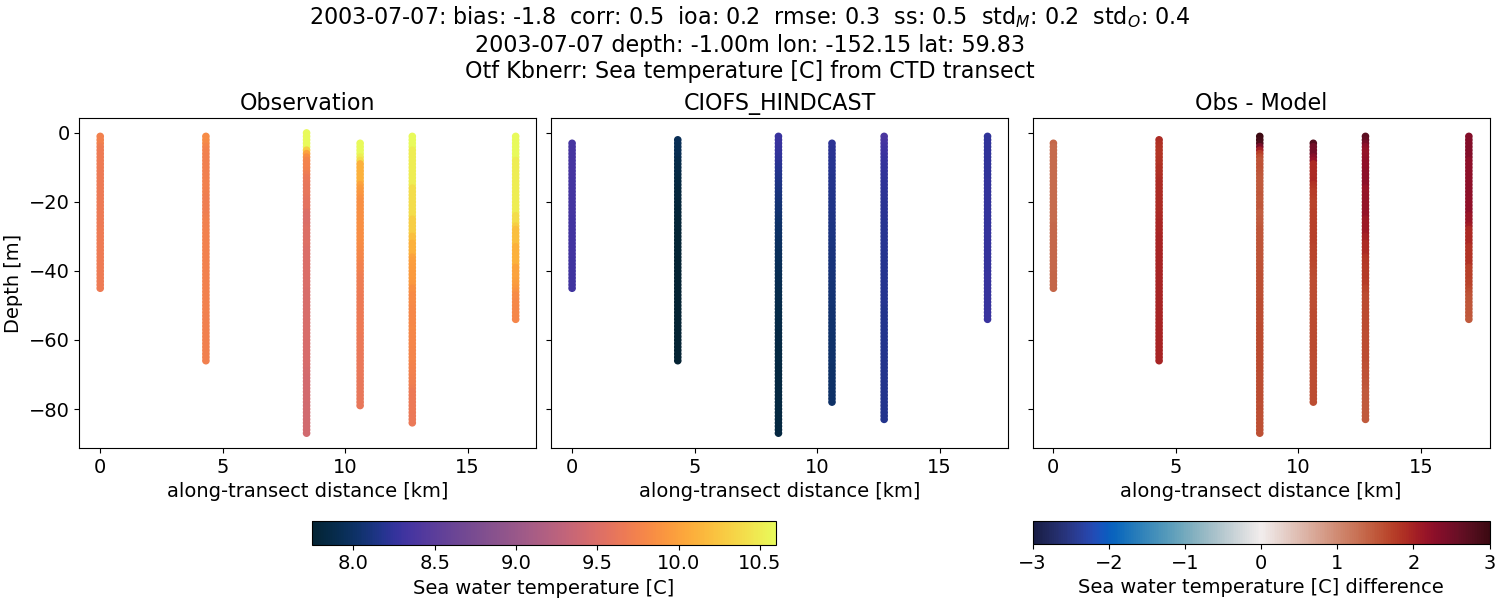 2003-07-07: bias: -1.8 corr: 0.5 ioa: 0.2 rmse: 0.3 ss: 0.5 std_M: 0.2 std_O: 0.4
2003-07-07 depth: -1.00m lon: -152.15 lat: 59.83
Otf Kbnerr: Sea temperature [C] from CTD transect
Observation
CIOFS_HINDCAST
Obs - Model
Depth [m]
0
−20
−40
−60
−80
0 5 10 15
0 5 10 15
0 5 10 15
along-transect distance [km]
along-transect distance [km]
along-transect distance [km]
8.0 8.5 9.0 9.5 10.0 10.5
Sea water temperature [C]
−3 −2 −1 0 1 2 3
Sea water temperature [C] difference